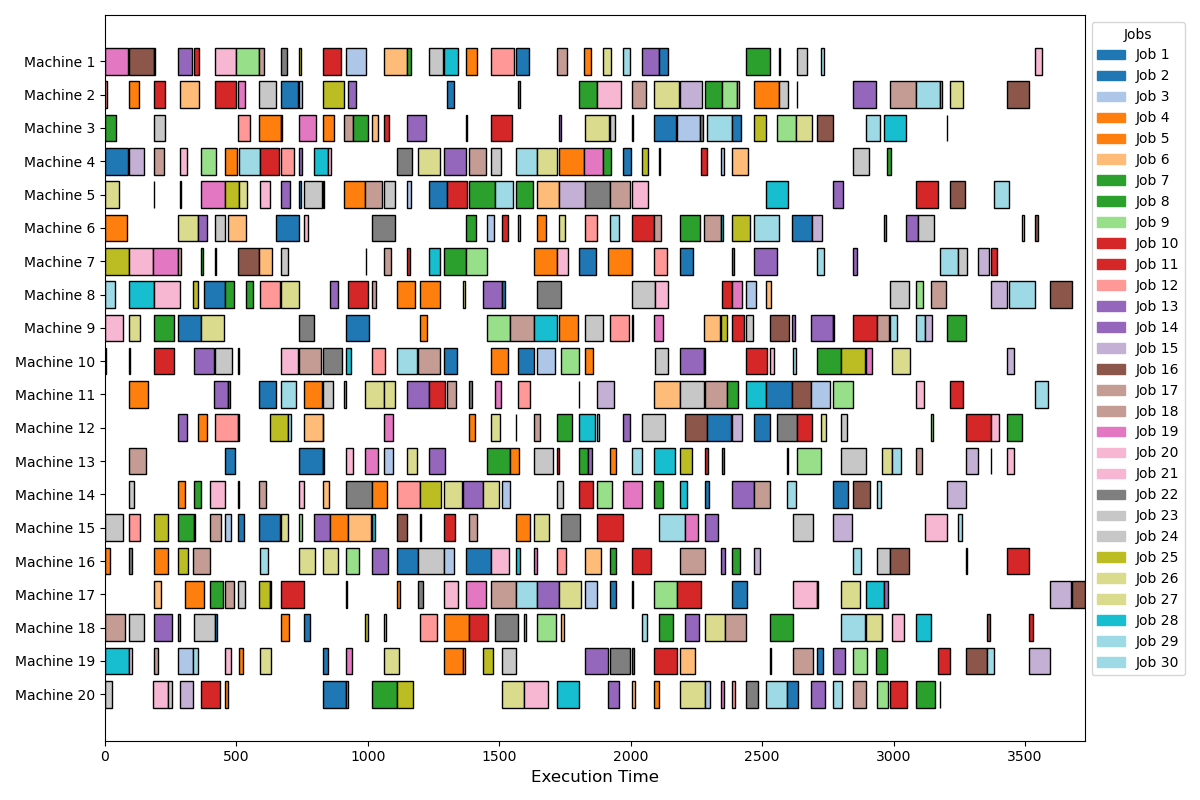 Machine 1
Machine 2
Machine 3
Machine 4
Machine 5
Machine 6
Machine 7
Machine 8
Machine 9
Machine 10
Machine 11
Machine 12
Machine 13
Machine 14
Machine 15
Machine 16
Machine 17
Machine 18
Machine 19
Machine 20
0 500 1000 1500 2000 2500 3000 3500
Execution Time
Jobs
Job 1
Job 2
Job 3
Job 4
Job 5
Job 6
Job 7
Job 8
Job 9
Job 10
Job 11
Job 12
Job 13
Job 14
Job 15
Job 16
Job 17
Job 18
Job 19
Job 20
Job 21
Job 22
Job 23
Job 24
Job 25
Job 26
Job 27
Job 28
Job 29
Job 30